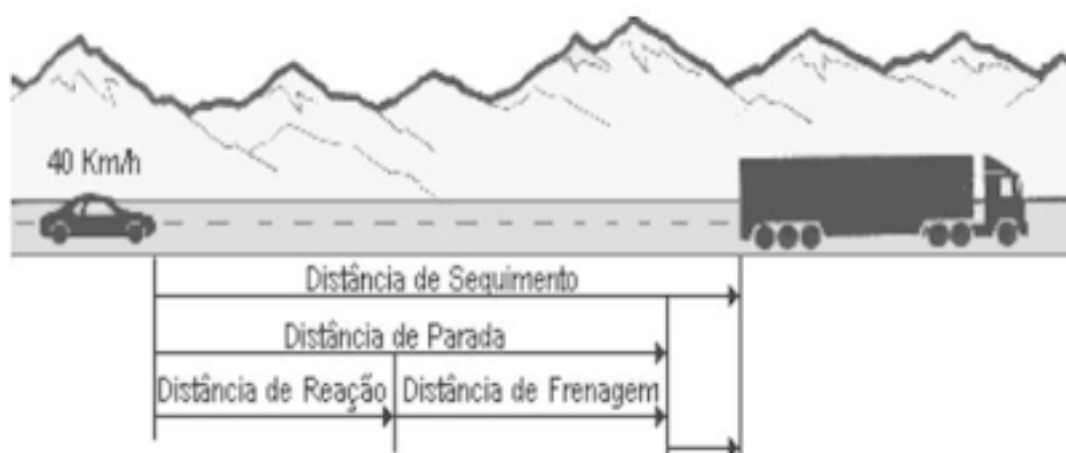 40 Km/h
Distância de Sequimento
Distância de Parada
Distância de Reação
Distância de Frenagem